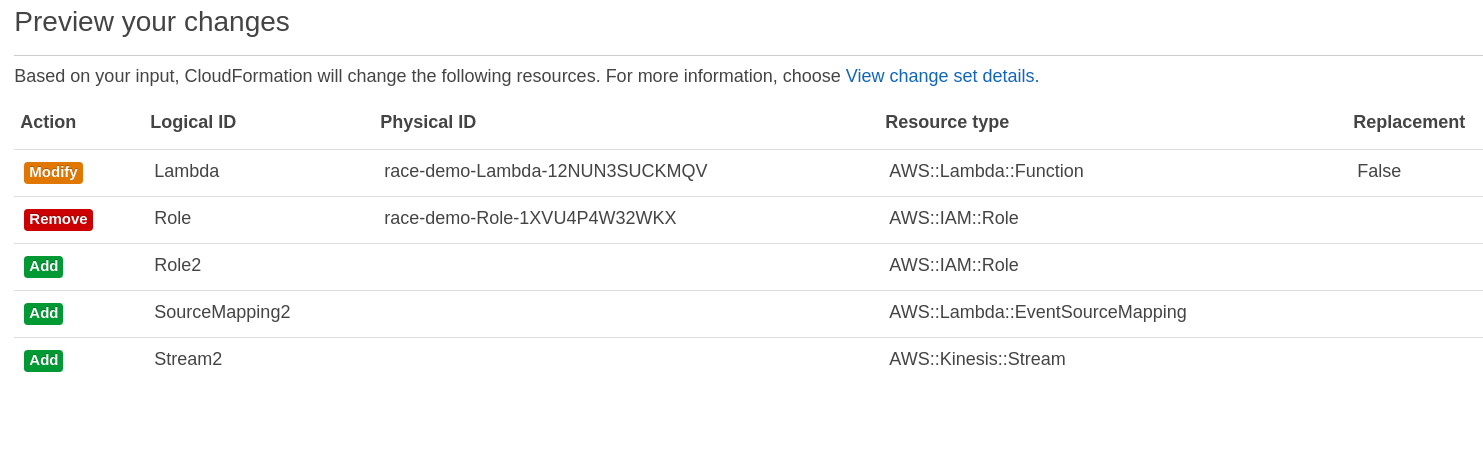 Preview your changes
Based on your input, CloudFormation will change the following resources. For more information, choose View change set details.
Action Logical ID Physical ID Resource type Replacement
Modify Lambda race-demo-Lambda-12NUN3SUCKMQV AWS::Lambda::Function False
Remove Role race-demo-Role-1XVU4P4W32WKX AWS::IAM::Role
Add Role2 AWS::IAM::Role
Add SourceMapping2 AWS::Lambda::EventSourceMapping
Add Stream2 AWS::Kinesis::Stream